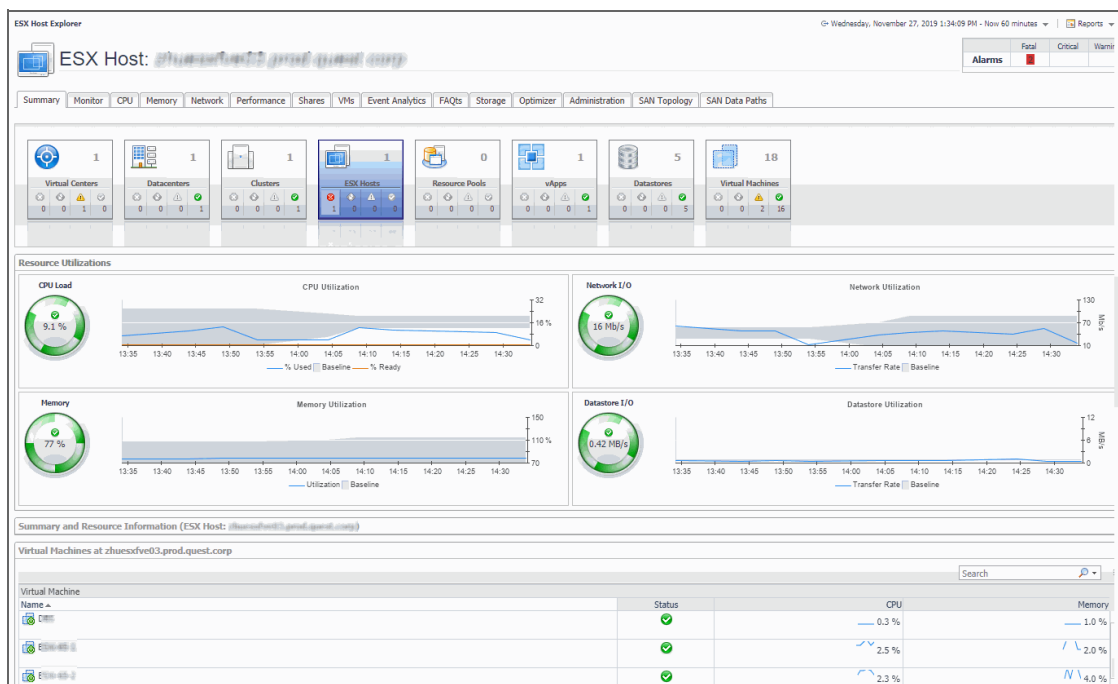 ESX Host Explorer
Wednesday, November 27, 2019 1:34:09 PM - Now 60 minutes
Reports
ESX Host:
Fatal Critical Warnin
Alarms
Summary Monitor CPU Memory Network Performance Shares VMs Event Analytics FAQts Storage Optimizer Administration SAN Topology SAN Data Paths
1 1 1 1 0 1 5 18
Virtual Centers Datacenters Clusters ESX Hosts Resource Pools vApps Datastores Virtual Machines
0 0 1 0 0 0 0 1 0 0 0 1 1 0 0 0 0 0 0 0 0 0 0 1 0 0 0 5 0 0 2 16
Resource Utilizations
CPU Load
CPU Utilization
9.1 %
32
16 %
0
13:35 13:40 13:45 13:50 13:55 14:00 14:05 14:10 14:15 14:20 14:25 14:30
% Used Baseline % Ready
Network I/O
Network Utilization
16 Mb/s
130
70
10
Mb/s
13:35 13:40 13:45 13:50 13:55 14:00 14:05 14:10 14:15 14:20 14:25 14:30
Transfer Rate Baseline
Memory
Memory Utilization
77 %
150
110 %
70
13:35 13:40 13:45 13:50 13:55 14:00 14:05 14:10 14:15 14:20 14:25 14:30
Utilization Baseline
Datastore I/O
Datastore Utilization
0.42 MB/s
12
6
0
MB/s
13:35 13:40 13:45 13:50 13:55 14:00 14:05 14:10 14:15 14:20 14:25 14:30
Transfer Rate Baseline
Summary and Resource Information (ESX Host: )
Virtual Machines at zhuesxfve03.prod.quest.corp
Search
Virtual Machine
Name Status CPU Memory
0.3 % 1.0 %
2.5 % 2.0 %
2.3 % 4.0 %